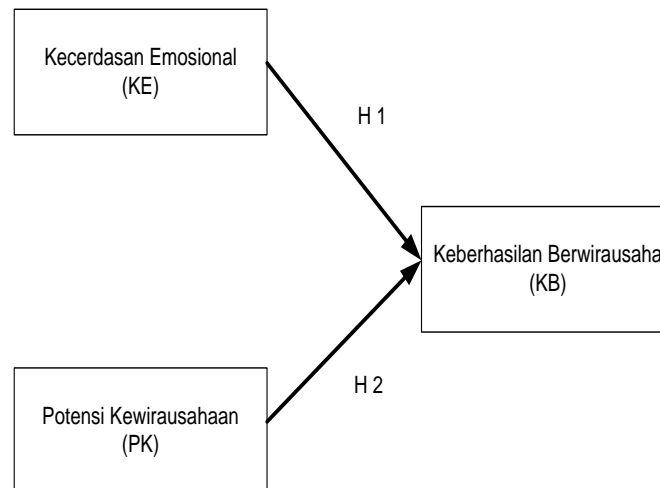 Kecerdasan Emosional
(KE)
H 1
Keberhasilan Berwirausaha
(KB)
H 2
Potensi Kewirausahaan
(PK)